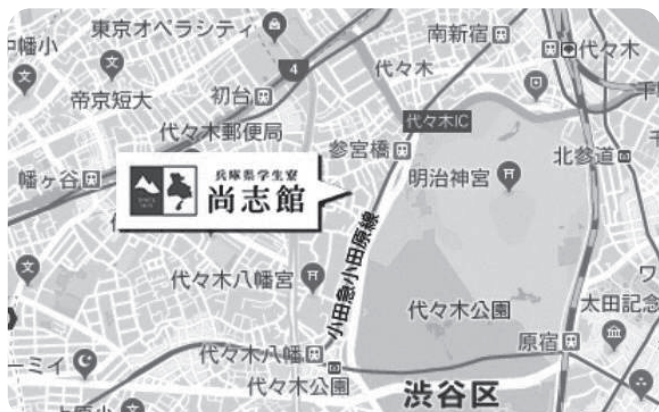 東京オペラシティ
南新宿
代々木
中幡小
4
代々木
帝京短大
初台
代々木郵便局
代々木IC
参宮橋
北参道
幡ヶ谷
兵庫県学生寮
尚志館
明治神宮
小田急小田原線
代々木八幡宮
代々木公園
太田記念
原宿
代々木八幡
代々木公園
渋谷区